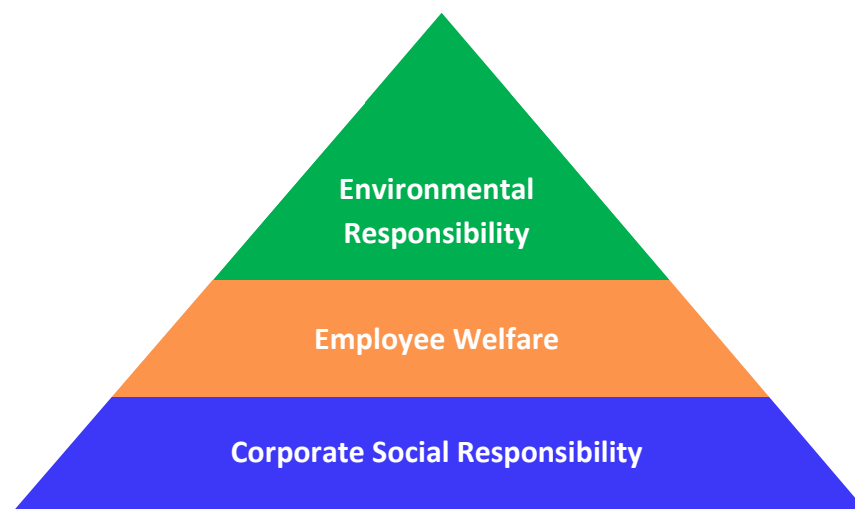 Environmental
Responsibility
Employee Welfare
Corporate Social Responsibility